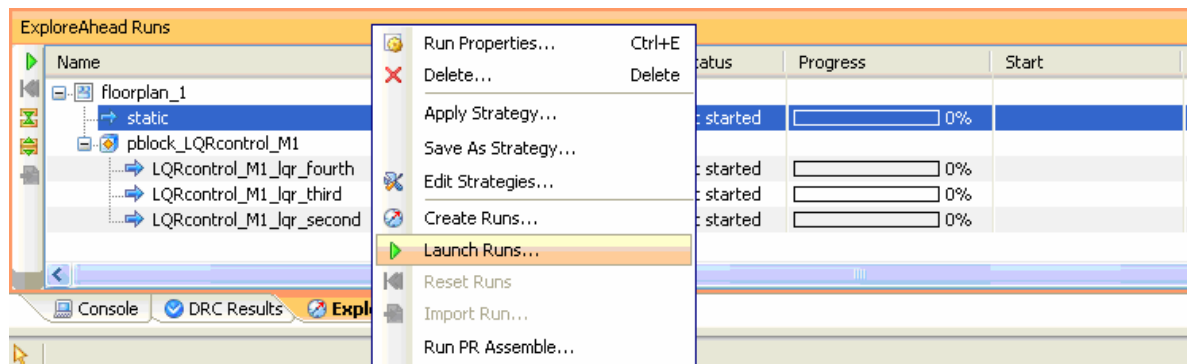 ExploreAhead Runs
Name
tatus Progress Start
floorplan_1
static
t started 0%
pblock_LQRcontrol_M1
LQRcontrol_M1_lqr_fourth
t started 0%
LQRcontrol_M1_lqr_third
t started 0%
LQRcontrol_M1_lqr_second
t started 0%
Run Properties... Ctrl+E
Delete... Delete
Apply Strategy...
Save As Strategy...
Edit Strategies...
Create Runs...
Launch Runs...
Reset Runs
Import Run...
Run PR Assemble...
Console DRC Results Expl